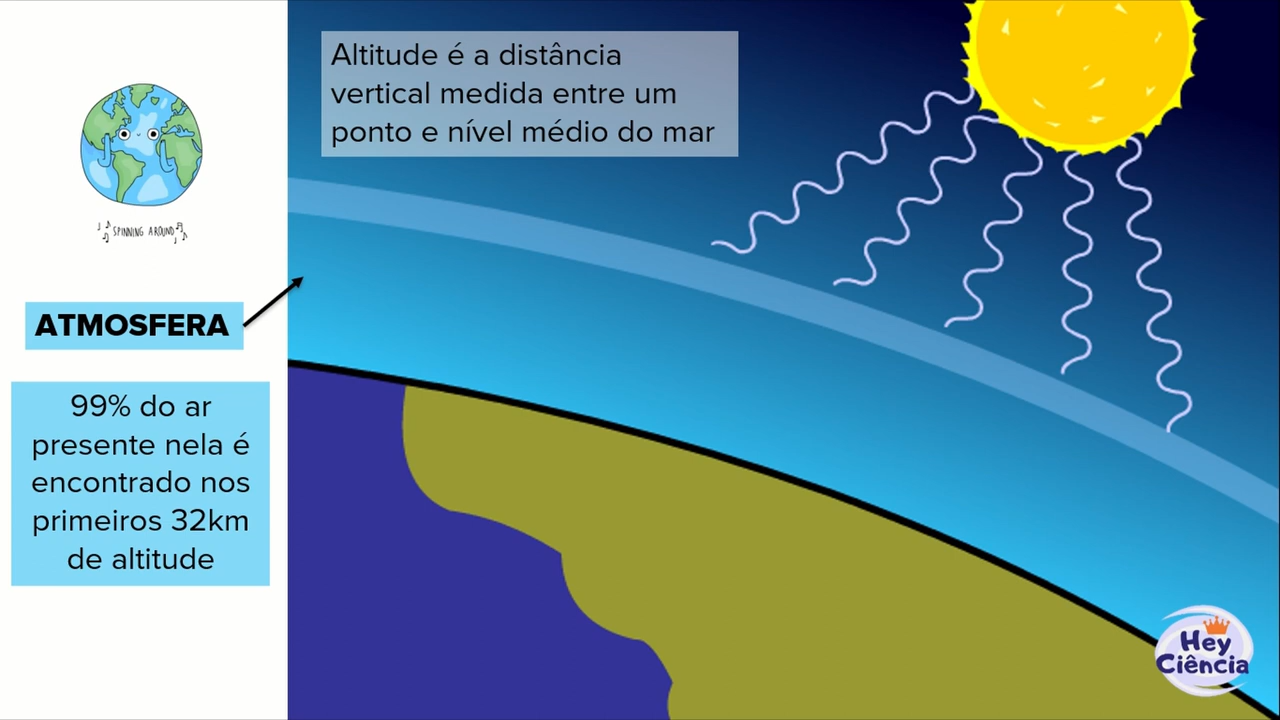 Altitude é a distância
vertical medida entre um
ponto e nível médio do mar
SPINNING AROUND
ATMOSFERA
99% do ar
presente nela é
encontrado nos
primeiros 32km
de altitude
Hey
Ciência